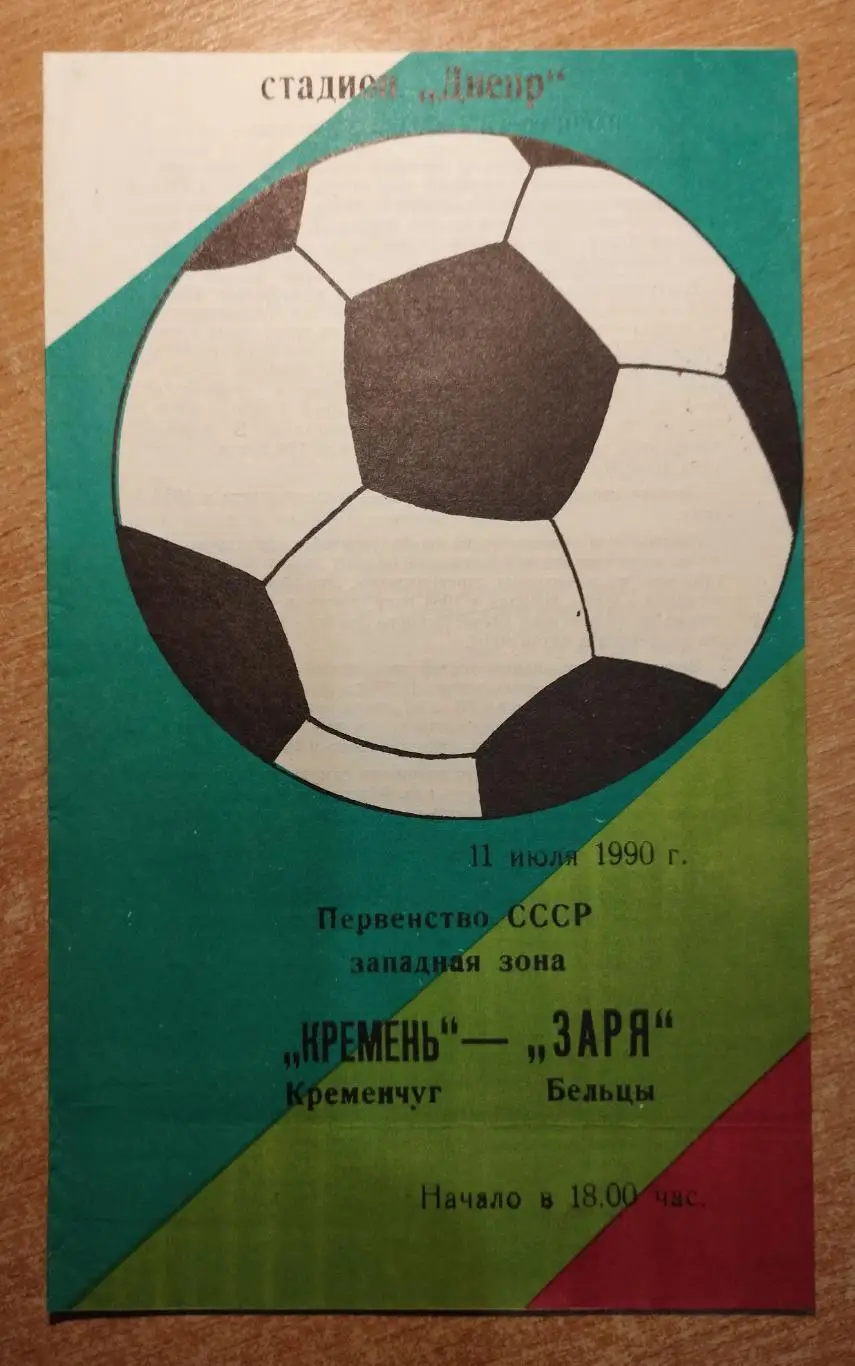 стадион „Днепр“
11 июля 1990 г.
Первенство СССР
западная зона
„КРЕМЕНЬ“ — „ЗАРЯ“
Кременчуг Бельцы
Начало в 18.00 час.